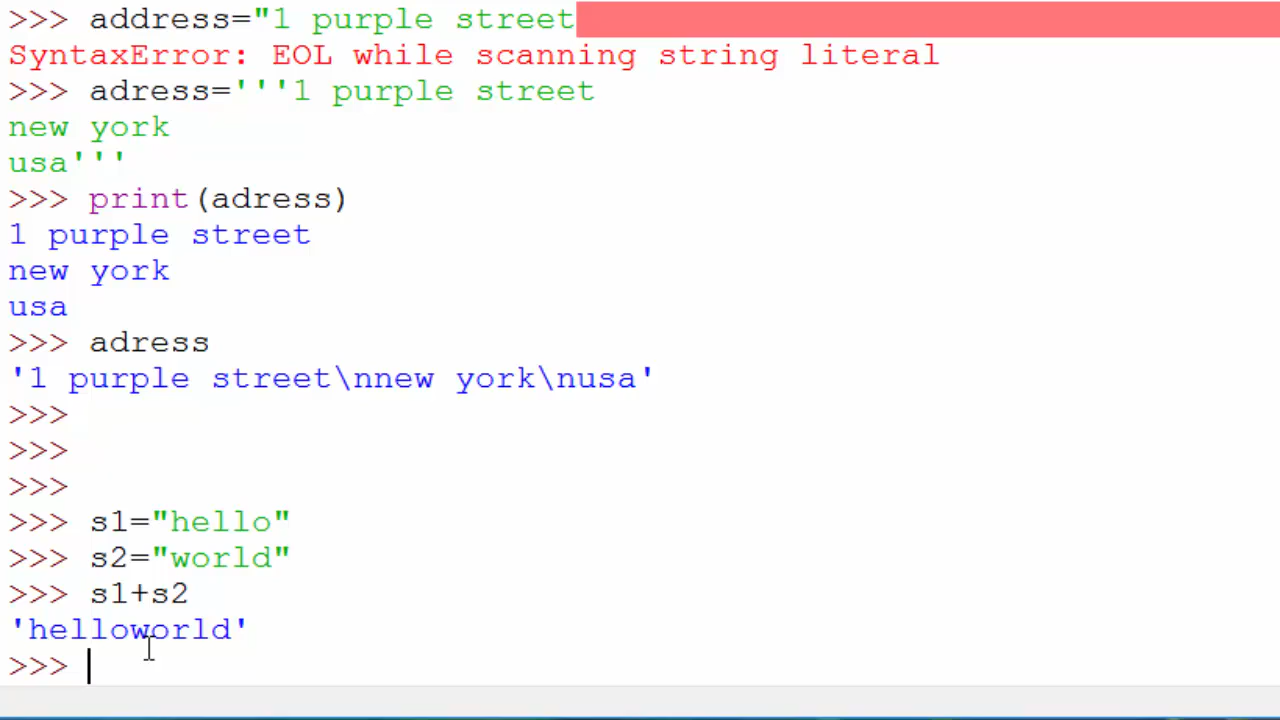 >>> address="1 purple street
SyntaxError: EOL while scanning string literal
>>> adress='''1 purple street
new york
usa'''
>>> print(adress)
1 purple street
new york
usa
>>> adress
'1 purple street\nnew york\nusa'
>>>
>>>
>>>
>>> s1="hello"
>>> s2="world"
>>> s1+s2
'helloworld'
>>>